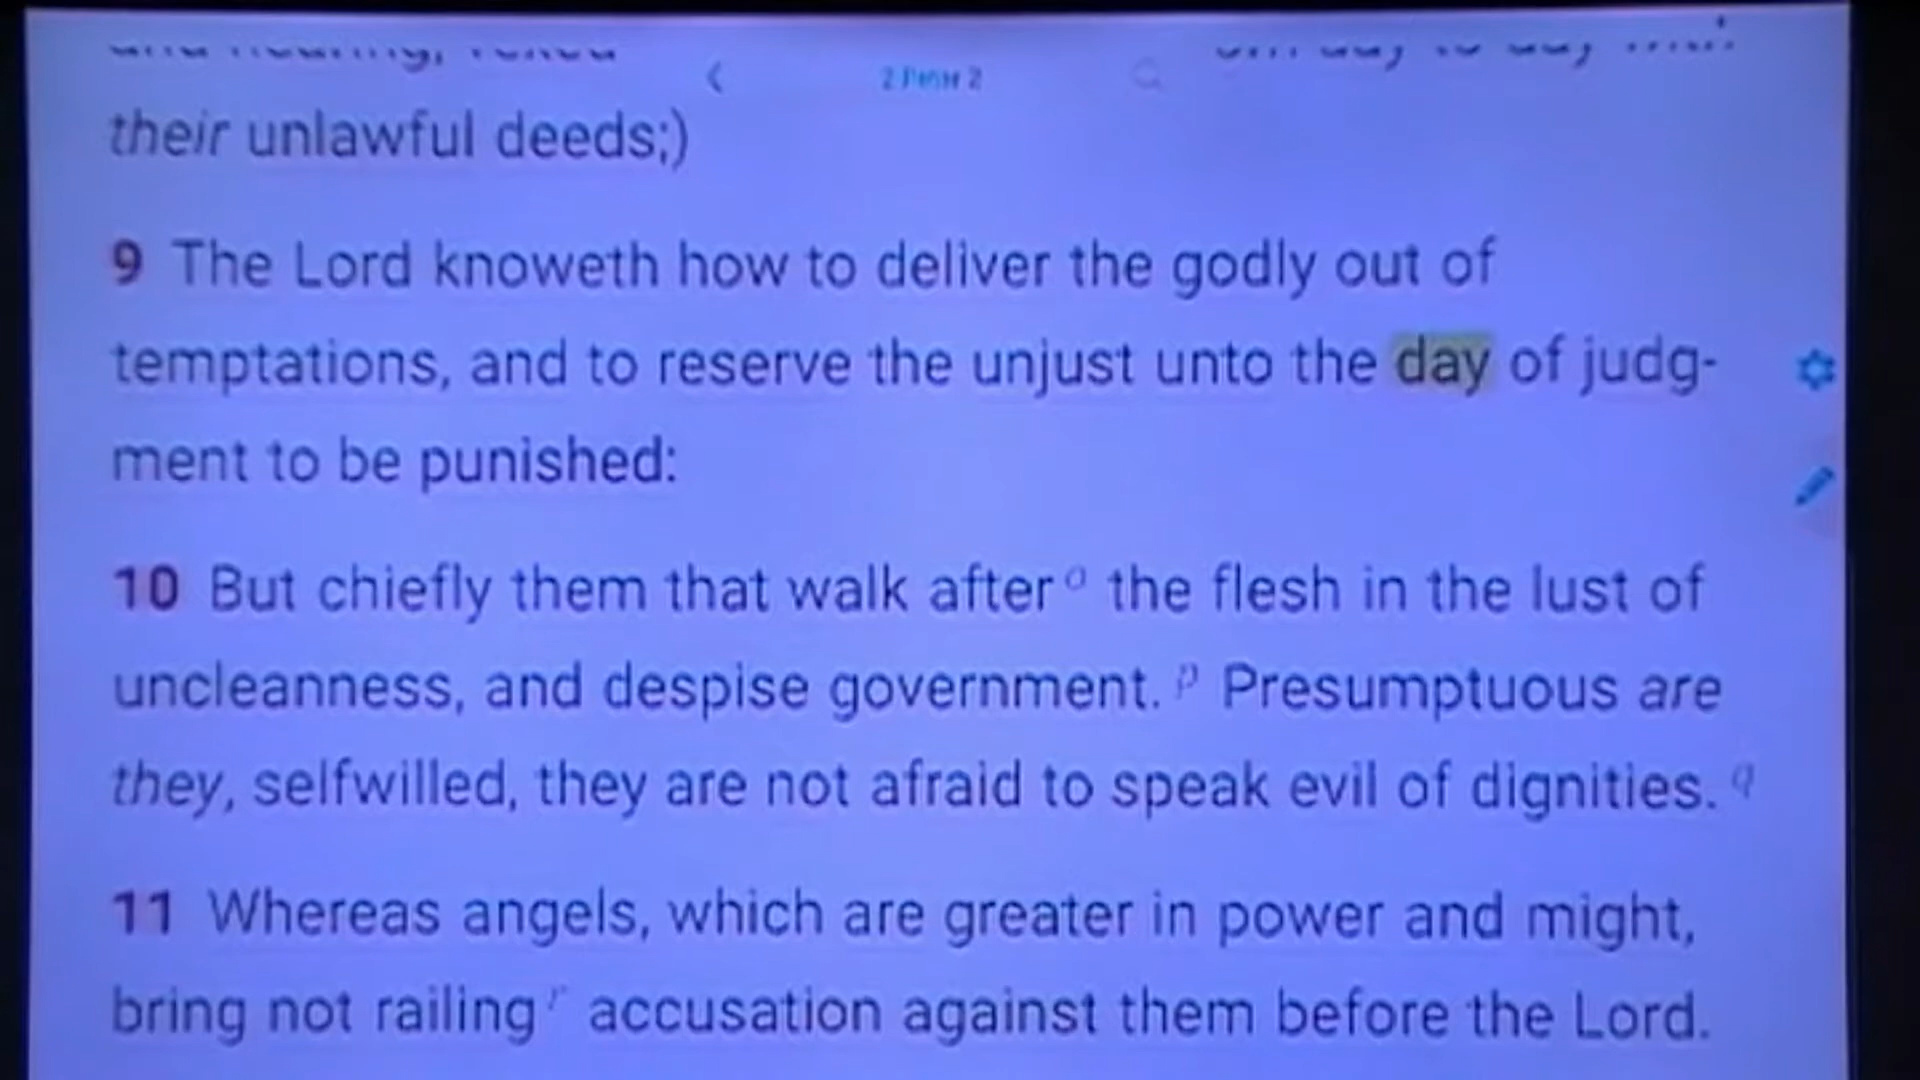 2 Peter 2
their unlawful deeds;)
9 The Lord knoweth how to deliver the godly out of
temptations, and to reserve the unjust unto the day of judg-
ment to be punished:
10 But chiefly them that walk after o the flesh in the lust of
uncleanness, and despise government. p Presumptuous are
they, selfwilled, they are not afraid to speak evil of dignities. q
11 Whereas angels, which are greater in power and might,
bring not railing r accusation against them before the Lord.